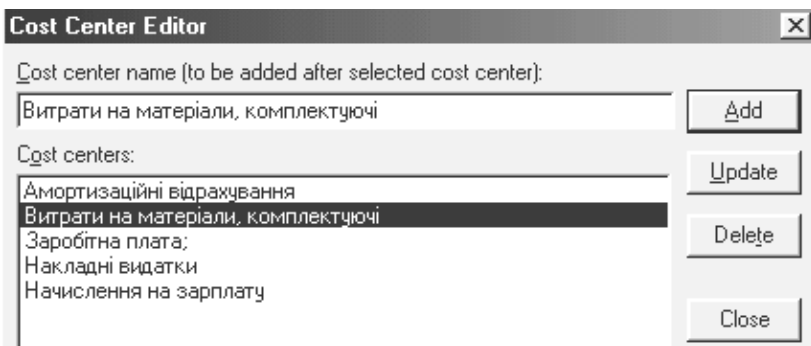 Cost Center Editor
Cost center name (to be added after selected cost center):
Витрати на матеріали, комплектуючі
Add
Cost centers:
Update
Амортизаційні відрахування
Витрати на матеріали, комплектуючі
Заробітна плата;
Delete
Накладні видатки
Начислення на зарплату
Close